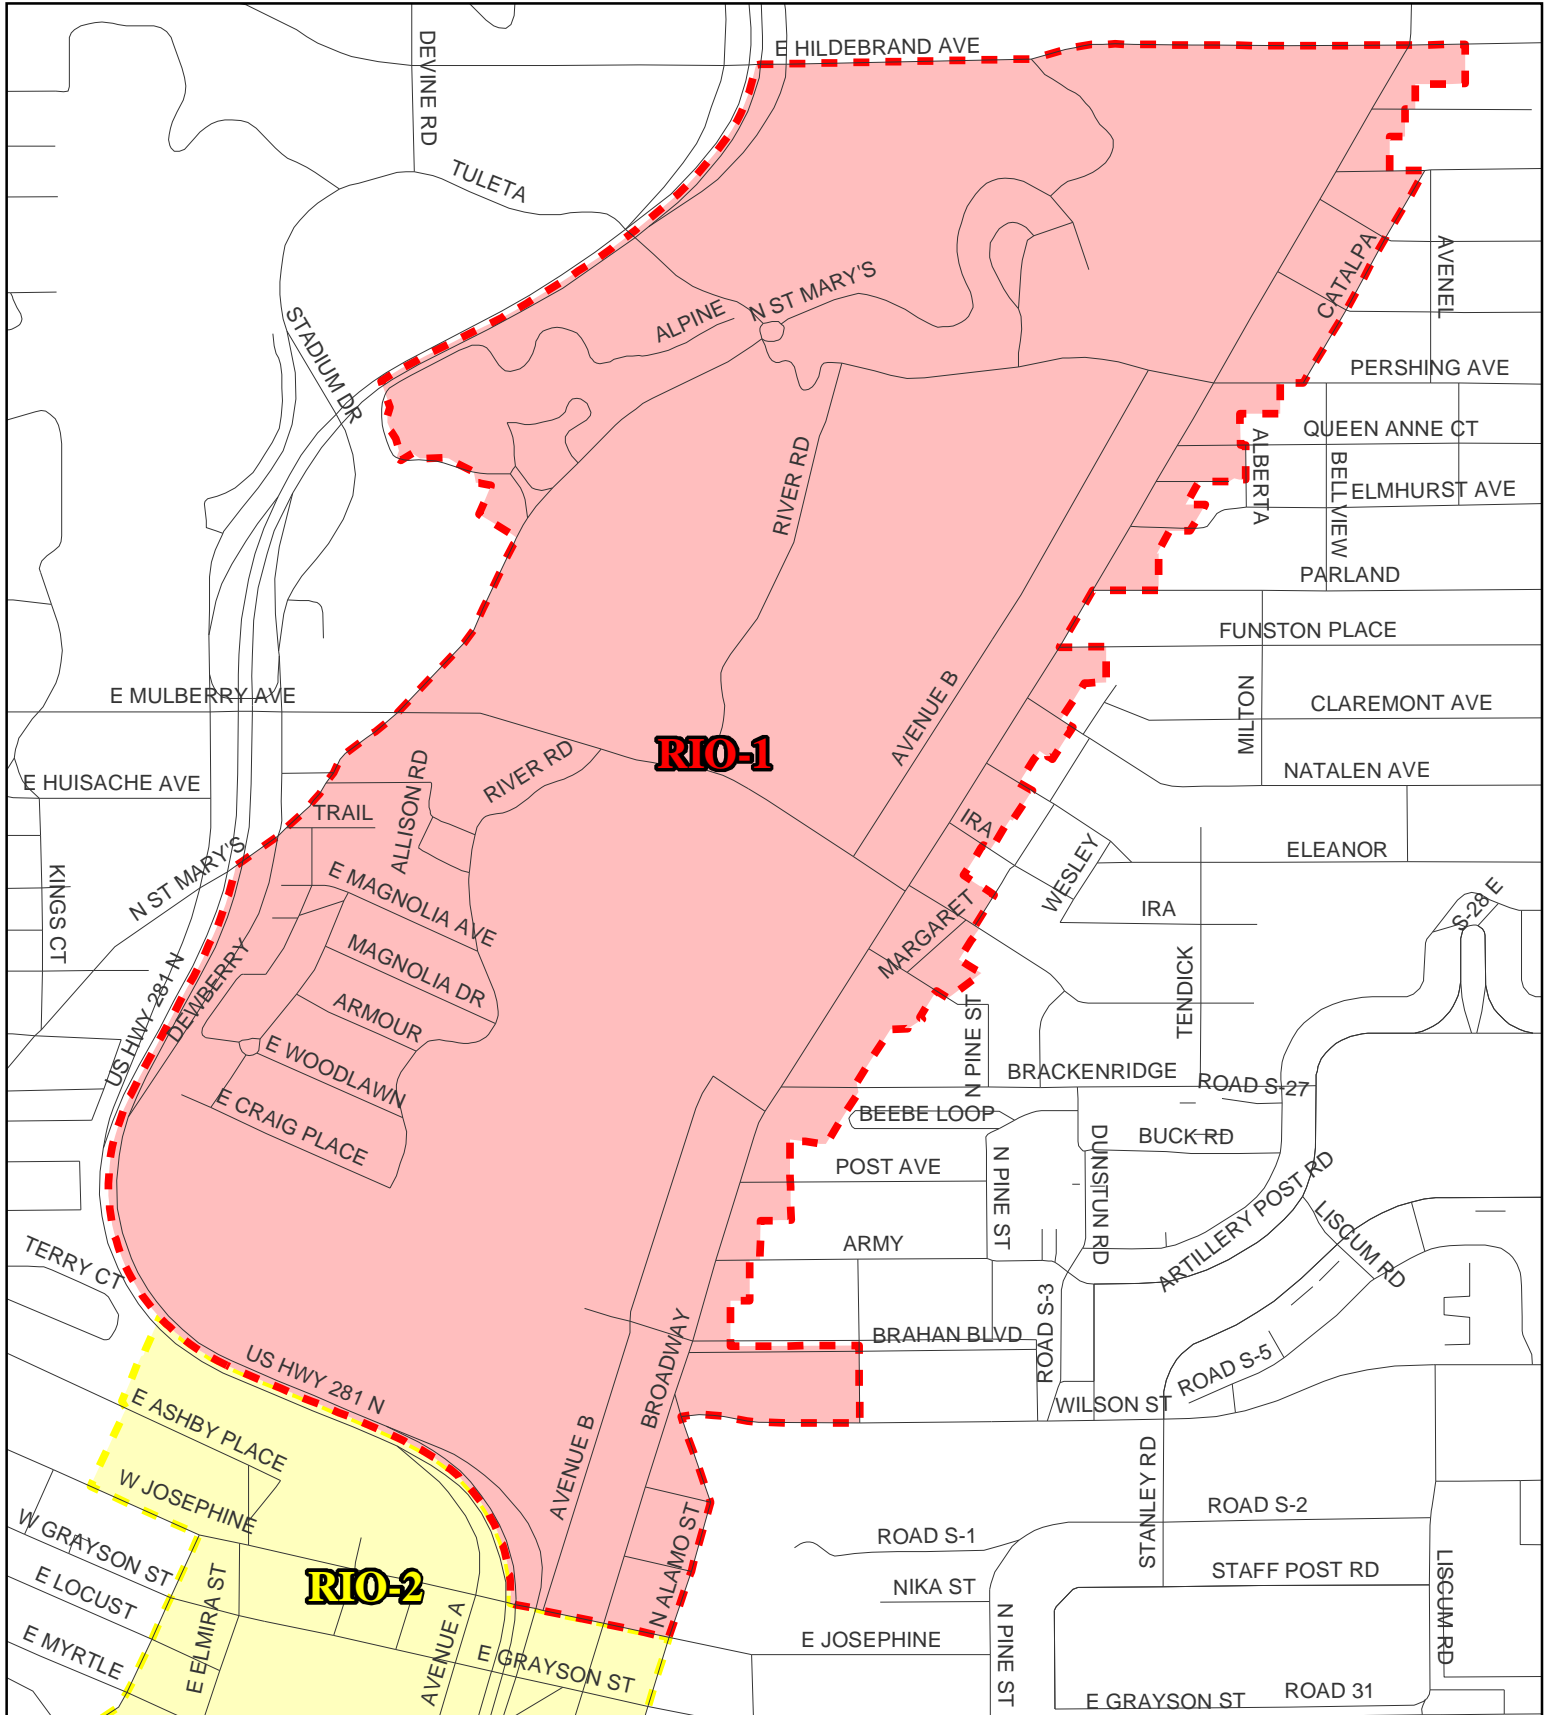 E HILDEBRAND AVE
DEVINE RD
TULETA
STADIUM DR
ALPINE
N ST MARY'S
CATALPA
AVENEL
PERSHING AVE
QUEEN ANNE CT
ALBERTA
BELLVIEW
ELMHURST AVE
RIVER RD
PARLAND
FUNSTON PLACE
E MULBERRY AVE
AVENUE B
MILTON
CLAREMONT AVE
RIO-1
E HUISACHE AVE
ALLISON RD
RIVER RD
NATALEN AVE
TRAIL
IRA
N ST MARY'S
KINGS CT
WESLEY
ELEANOR
E MAGNOLIA AVE
MARGARET
IRA
S-28 E
MAGNOLIA DR
US HWY 281 N
DEWBERRY
TENDICK
ARMOUR
N PINE ST
E WOODLAWN
BRACKENRIDGE
ROAD S-27
E CRAIG PLACE
BEEBE LOOP
BUCK RD
POST AVE
N PINE ST
DUNSTUN RD
ARTILLERY POST RD
LISCUM RD
TERRY CT
ARMY
US HWY 281 N
BROADWAY
BRAHAN BLVD
ROAD S-3
ROAD S-5
E ASHBY PLACE
WILSON ST
AVENUE B
W JOSEPHINE
STANLEY RD
ROAD S-2
W GRAYSON ST
N ALAMO ST
ROAD S-1
E LOCUST
RIO-2
NIKA ST
STAFF POST RD
LISCUM RD
E MYRTLE
E ELMIRA ST
AVENUE A
E GRAYSON ST
E JOSEPHINE
N PINE ST
E GRAYSON ST
ROAD 31